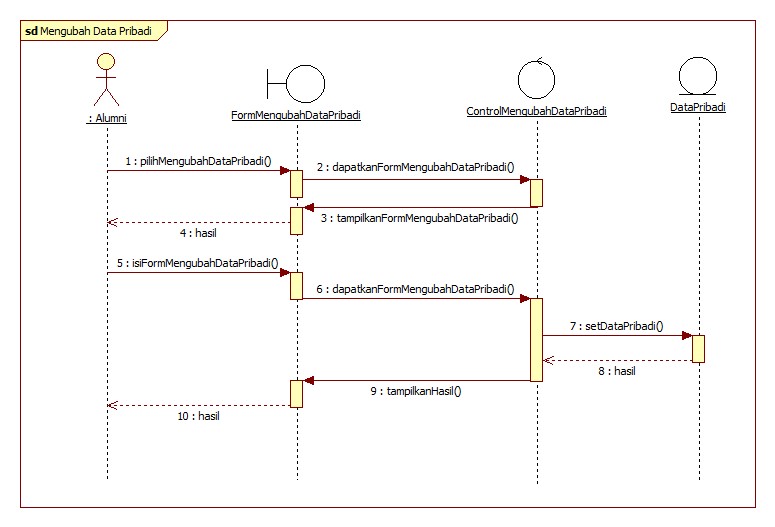 sd Mengubah Data Pribadi
: Alumni
FormMengubahDataPribadi
ControlMengubahDataPribadi
DataPribadi
1 : pilihMengubahDataPribadi()
2 : dapatkanFormMengubahDataPribadi()
3 : tampilkanFormMengubahDataPribadi()
4 : hasil
5 : isiFormMengubahDataPribadi()
6 : dapatkanFormMengubahDataPribadi()
7 : setDataPribadi()
8 : hasil
9 : tampilkanHasil()
10 : hasil